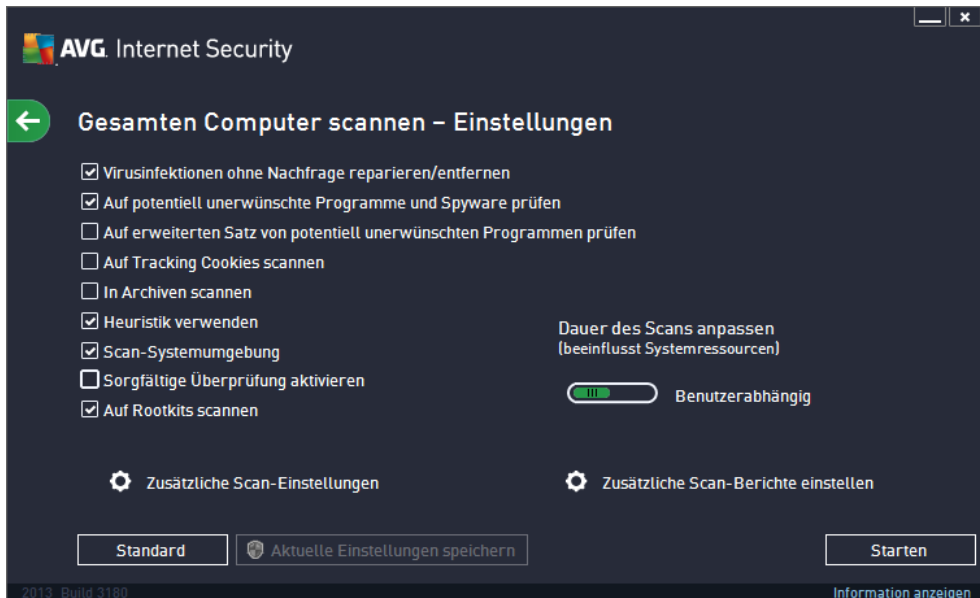 AVG. Internet Security
Gesamten Computer scannen – Einstellungen
Virusinfektionen ohne Nachfrage reparieren/entfernen
Auf potentiell unerwünschte Programme und Spyware prüfen
Auf erweiterten Satz von potentiell unerwünschten Programmen prüfen
Auf Tracking Cookies scannen
In Archiven scannen
Heuristik verwenden
Scan-Systemumgebung
Sorgfältige Überprüfung aktivieren
Auf Rootkits scannen
Dauer des Scans anpassen
(beeinflusst Systemressourcen)
Benutzerabhängig
Zusätzliche Scan-Einstellungen
Zusätzliche Scan-Berichte einstellen
Standard
Aktuelle Einstellungen speichern
Starten
2013 Build 3180
Information anzeigen